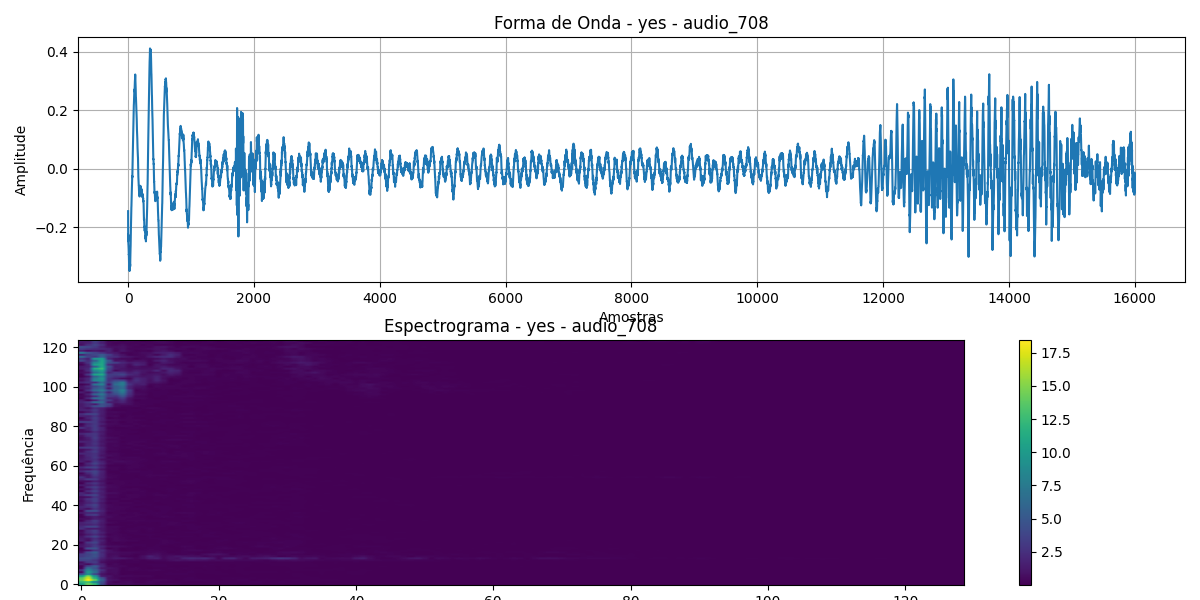 Forma de Onda - yes - audio_708
0.4
0.2
0.0
−0.2
Amplitude
0 2000 4000 6000 8000 10000 12000 14000 16000
Amostras
Espectrograma - yes - audio_708
120
100
80
60
40
20
0
Frequência
0 20 40 60 80 100 120
17.5
15.0
12.5
10.0
7.5
5.0
2.5